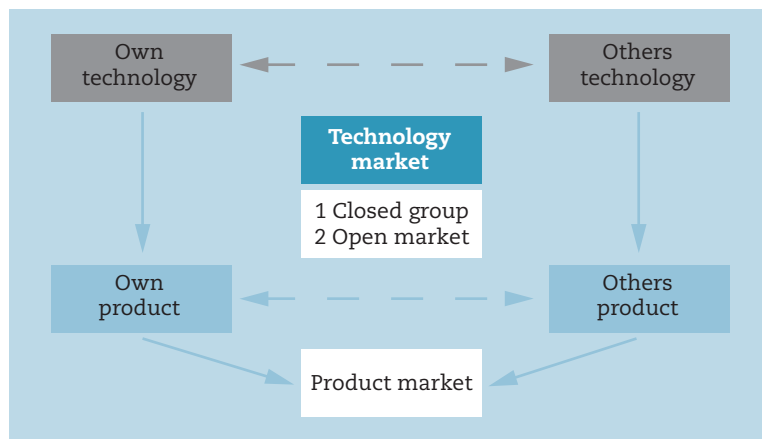 Own
technology
Others
technology
Technology
market
1 Closed group
2 Open market
Own
product
Others
product
Product market